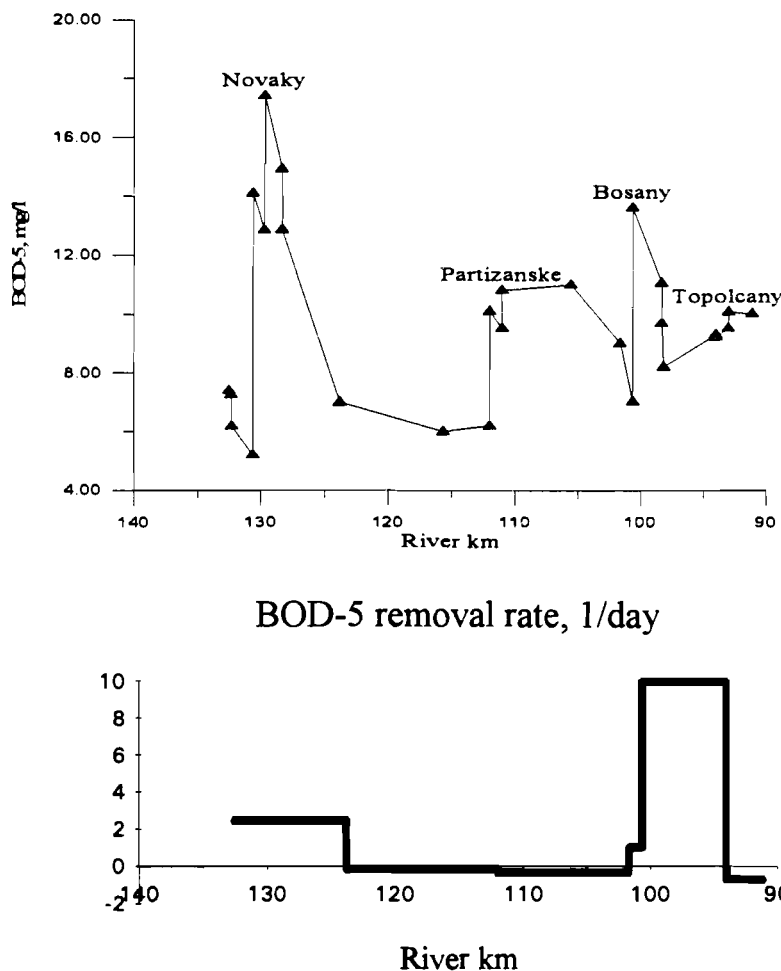 20.00
Novaky
16.00
BOD-5, mg/l
Bosany
12.00
Partizanske
Topolcany
8.00
4.00
140 130 120 110 100 90
River km
BOD-5 removal rate, 1/day
10
8
6
4
2
0
-2
140 130 120 110 100 90
River km